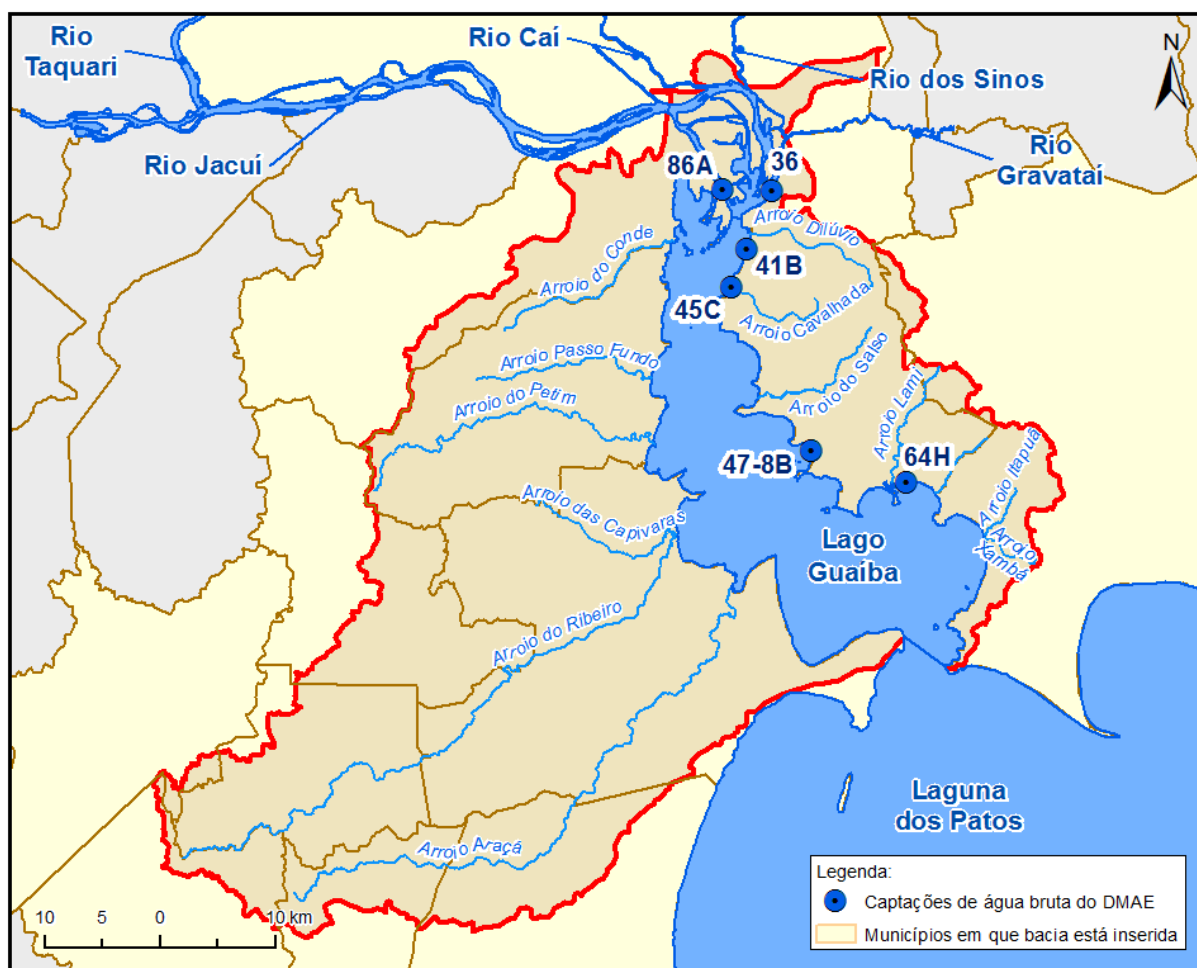 Rio
Taquari
Rio Caí
N
Rio dos Sinos
Rio Jacuí
Rio
Gravataí
86A
36
Arroio Dilúvio
Arroio do Conde
41B
45C
Arroio Cavalhada
Arroio Passo Fundo
Arroio do Salso
Arroio do Petim
Arroio Lami
47-8B
64H
Arroio Itapuã
Arroio das Capivaras
Arroio
Xambá
Lago
Guaíba
Arroio do Ribeiro
Laguna
dos Patos
Arroio Araçá
Legenda:
Captações de água bruta do DMAE
Municípios em que bacia está inserida
10 5 0 10 km